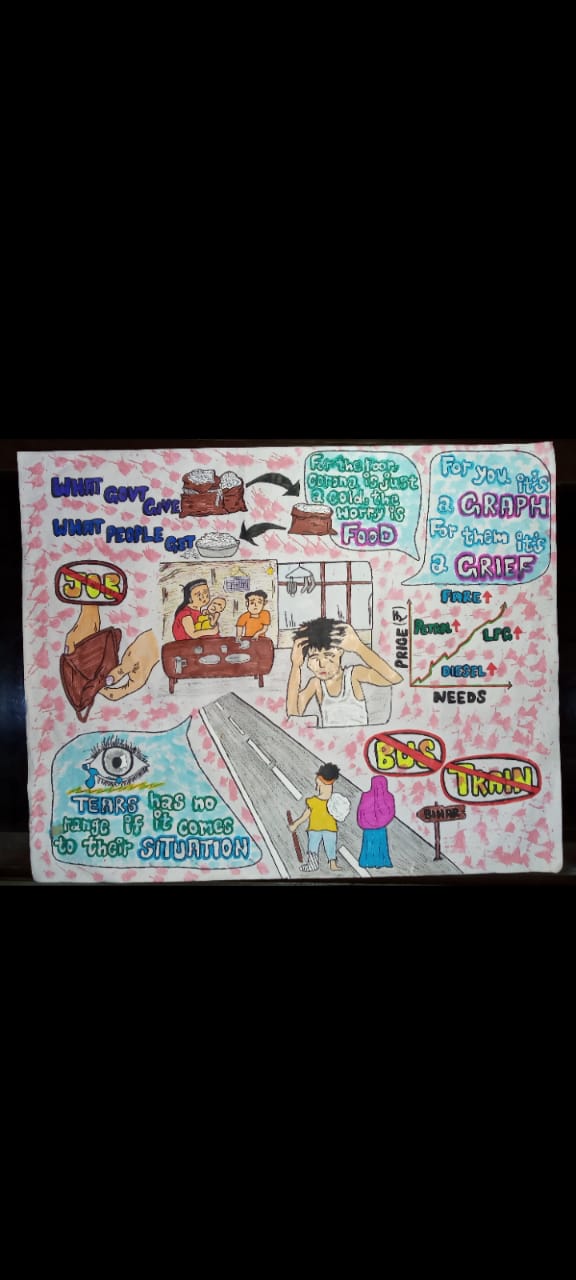 WHAT GOVT GIVE
WHAT PEOPLE GET
For the poor
corona is just
a cold, the
worry is
FOOD
For you, it's
a GRAPH
For them it's
a GRIEF
JOB
FARE↑
PETROL↑
LPG↑
DIESEL↑
PRICE (₹)
NEEDS
BUS
TRAIN
BIHAR
TEARS has no
range if it comes
to their SITUATION